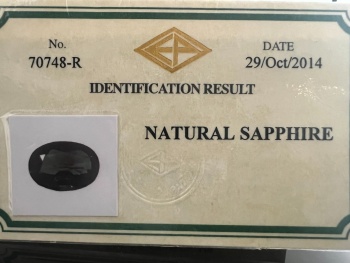 No.
70748-R
DATE
29/Oct/2014
IDENTIFICATION RESULT
NATURAL SAPPHIRE